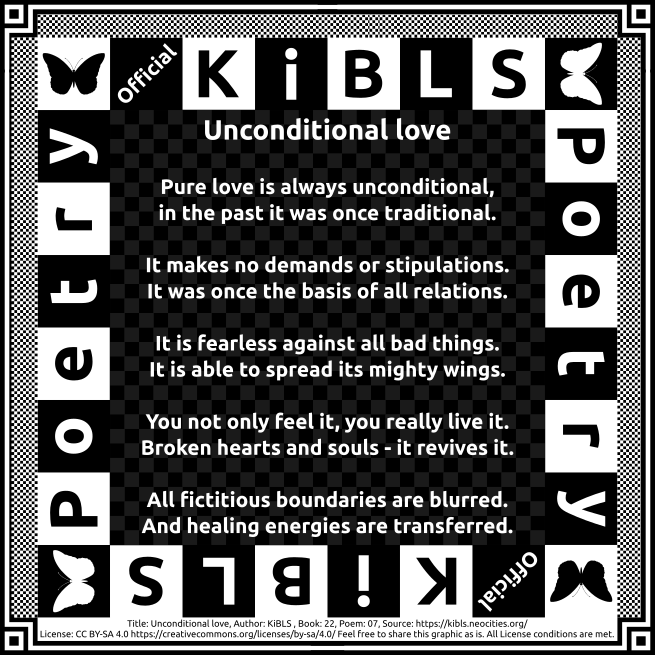 Official KiBLS
Poetry
Poetry
Unconditional love
Pure love is always unconditional,
in the past it was once traditional.
It makes no demands or stipulations.
It was once the basis of all relations.
It is fearless against all bad things.
It is able to spread its mighty wings.
You not only feel it, you really live it.
Broken hearts and souls - it revives it.
All fictitious boundaries are blurred.
And healing energies are transferred.
Official KiBLS
Title: Unconditional love, Author: KiBLS , Book: 22, Poem: 07, Source: https://kibls.neocities.org/
License: CC BY-SA 4.0 https://creativecommons.org/licenses/by-sa/4.0/ Feel free to share this graphic as is. All License conditions are met.